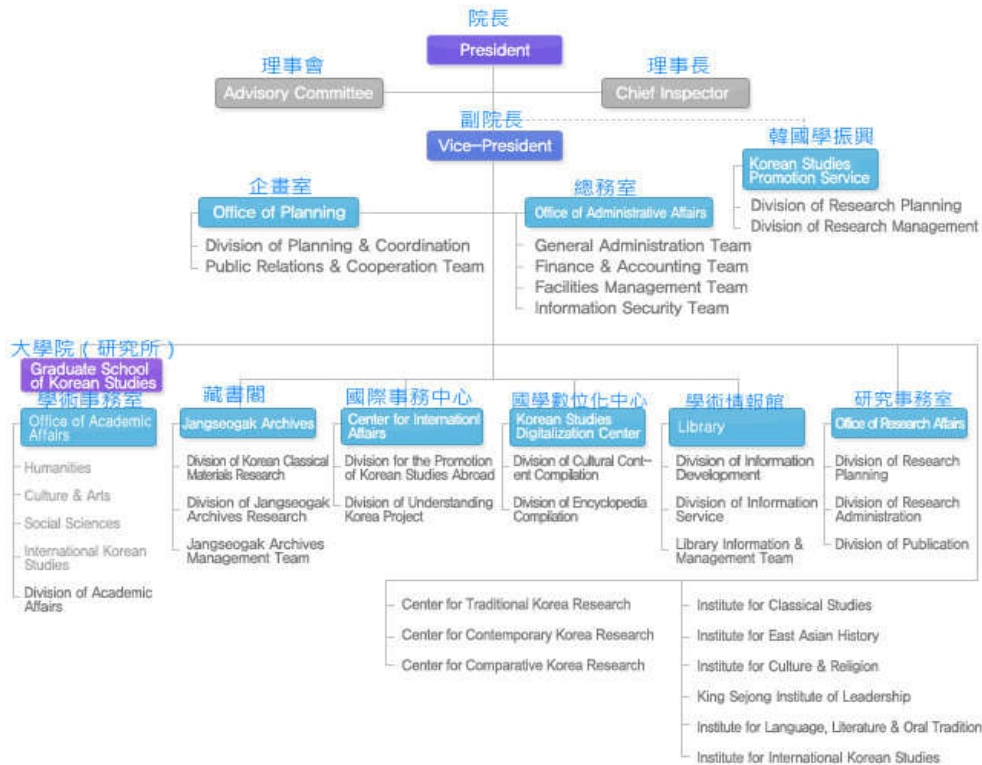 院長
President
理事會
Advisory Committee
理事長
Chief Inspector
副院長
Vice-President
韓國學振興
Korean Studies
Promotion Service
Division of Research Planning
Division of Research Management
企畫室
Office of Planning
Division of Planning & Coordination
Public Relations & Cooperation Team
總務室
Office of Administrative Affairs
General Administration Team
Finance & Accounting Team
Facilities Management Team
Information Security Team
大學院（研究所）
Graduate School
of Korean Studies
學術事務室
Office of Academic
Affairs
Humanities
Culture & Arts
Social Sciences
International Korean
Studies
Division of Academic
Affairs
藏書閣
Jangseogak Archives
Division of Korean Classical
Materials Research
Division of Jangseogak
Archives Research
Jangseogak Archives
Management Team
國際事務中心
Center for Internationl
Affairs
Division for the Promotion
of Korean Studies Abroad
Division of Understanding
Korea Project
國學數位化中心
Korean Studies
Digitalization Center
Division of Cultural Cont-
ent Compilation
Division of Encyclopedia
Compilation
學術情報館
Library
Division of Information
Development
Division of Information
Service
Library Information &
Management Team
研究事務室
Office of Research Affairs
Division of Research
Planning
Division of Research
Administration
Division of Publication
Center for Traditional Korea Research
Center for Contemporary Korea Research
Center for Comparative Korea Research
Institute for Classical Studies
Institute for East Asian History
Institute for Culture & Religion
King Sejong Institute of Leadership
Institute for Language, Literature & Oral Tradition
Institute for International Korean Studies